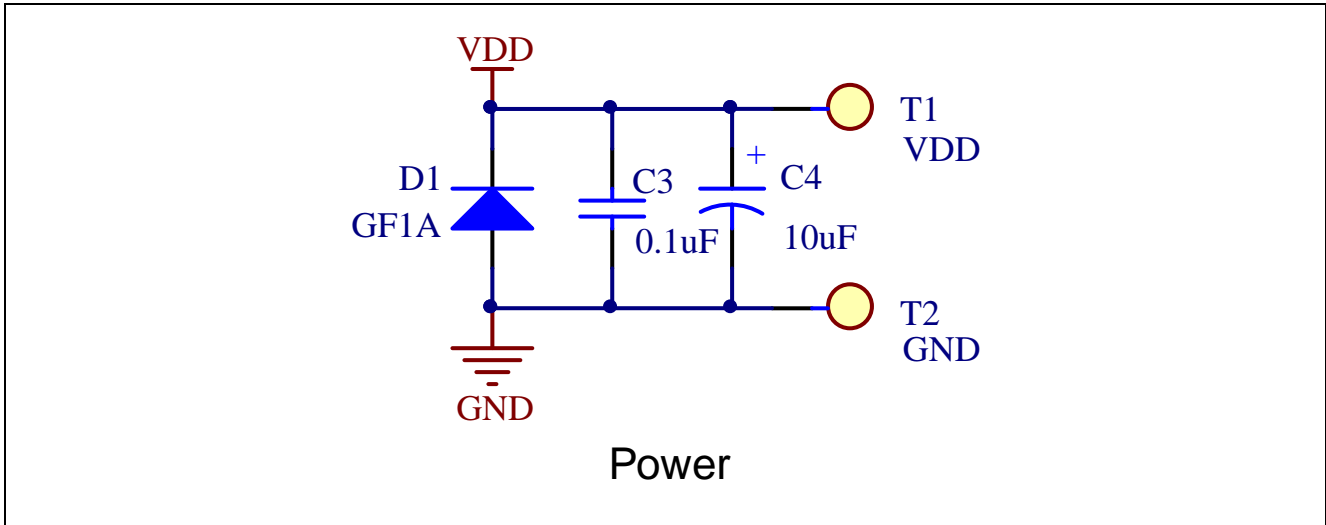 VDD
T1
VDD
+
D1
C3
C4
GF1A
0.1uF
10uF
T2
GND
GND
Power